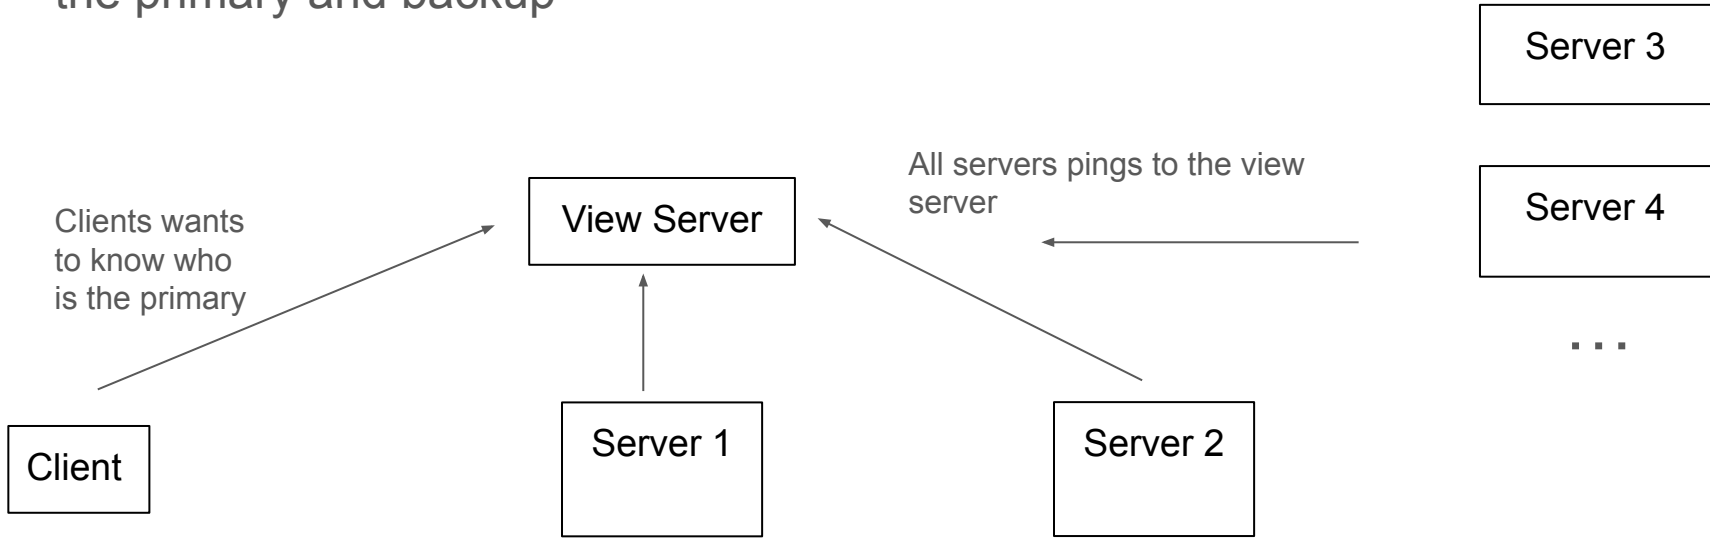 the primary and backup
Server 3
All servers pings to the view
server
View Server
Server 4
Clients wants
to know who
is the primary
...
Server 1
Server 2
Client